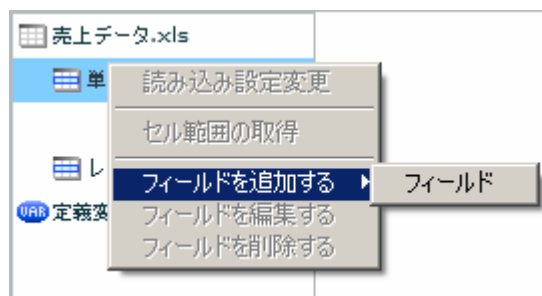 売上データ.xls
単
読み込み設定変更
セル範囲の取得
レ
フィールドを追加する
フィールド
VAR 定義変
フィールドを編集する
フィールドを削除する